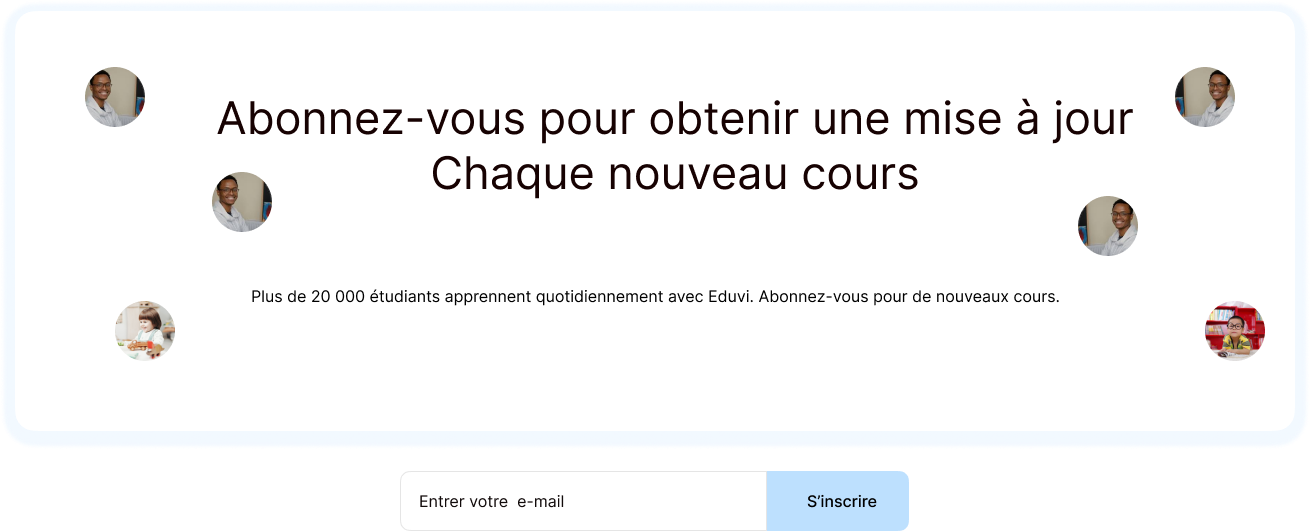 Abonnez-vous pour obtenir une mise à jour
Chaque nouveau cours
Plus de 20 000 étudiants apprennent quotidiennement avec Eduvi. Abonnez-vous pour de nouveaux cours.
Entrer votre  e-mail
S’inscrire